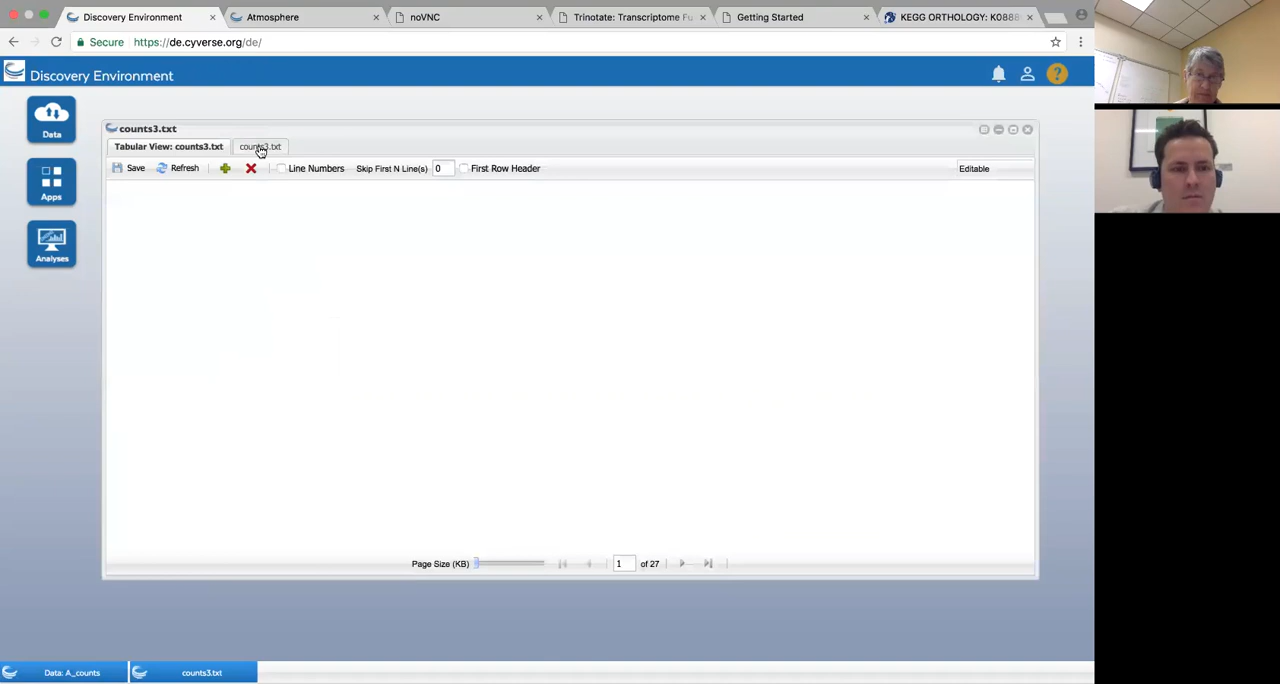 Discovery Environment
Atmosphere
noVNC
Trinotate: Transcriptome Fu
Getting Started
KEGG ORTHOLOGY: K0888
Secure
https://de.cyverse.org/de/
Discovery Environment
?
Data
Apps
Analyses
counts3.txt
Tabular View: counts3.txt
counts3.txt
Save
Refresh
Line Numbers
Skip First N Line(s)
0
First Row Header
Editable
Page Size (KB)
1
of 27
Data: A_counts
counts3.txt